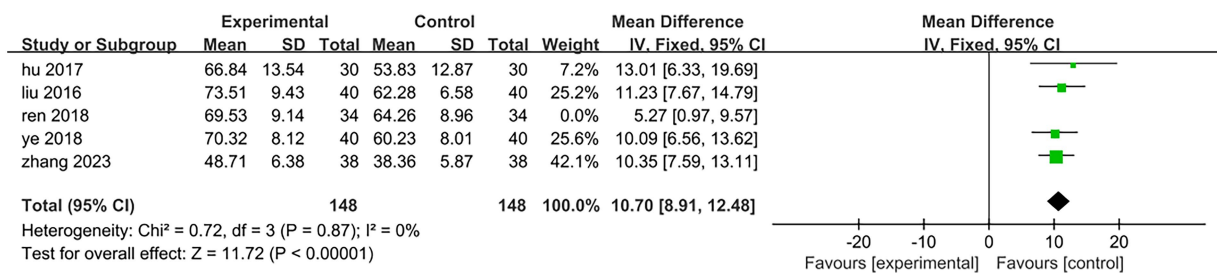 Experimental Control Mean Difference Mean Difference
Study or Subgroup Mean SD Total Mean SD Total Weight IV, Fixed, 95% CI IV, Fixed, 95% CI
hu 2017 66.84 13.54 30 53.83 12.87 30 7.2% 13.01 [6.33, 19.69]
liu 2016 73.51 9.43 40 62.28 6.58 40 25.2% 11.23 [7.67, 14.79]
ren 2018 69.53 9.14 34 64.26 8.96 34 0.0% 5.27 [0.97, 9.57]
ye 2018 70.32 8.12 40 60.23 8.01 40 25.6% 10.09 [6.56, 13.62]
zhang 2023 48.71 6.38 38 38.36 5.87 38 42.1% 10.35 [7.59, 13.11]
Total (95% CI) 148 148 100.0% 10.70 [8.91, 12.48]
Heterogeneity: Chi² = 0.72, df = 3 (P = 0.87); I² = 0%
Test for overall effect: Z = 11.72 (P < 0.00001)
-20 -10 0 10 20
Favours [experimental] Favours [control]